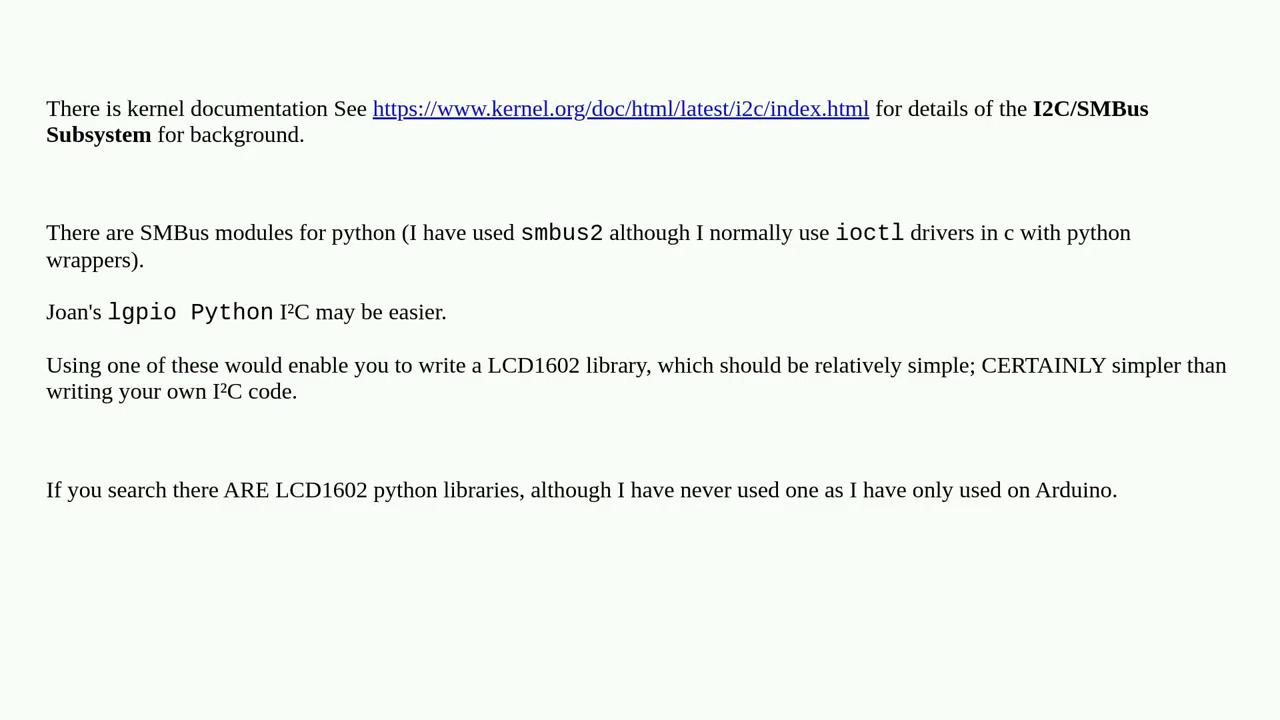 There is kernel documentation See https://www.kernel.org/doc/html/latest/i2c/index.html for details of the I2C/SMBus
Subsystem for background.
There are SMBus modules for python (I have used smbus2 although I normally use ioctl drivers in c with python
wrappers).
Joan's lgpio Python I²C may be easier.
Using one of these would enable you to write a LCD1602 library, which should be relatively simple; CERTAINLY simpler than
writing your own I²C code.
If you search there ARE LCD1602 python libraries, although I have never used one as I have only used on Arduino.